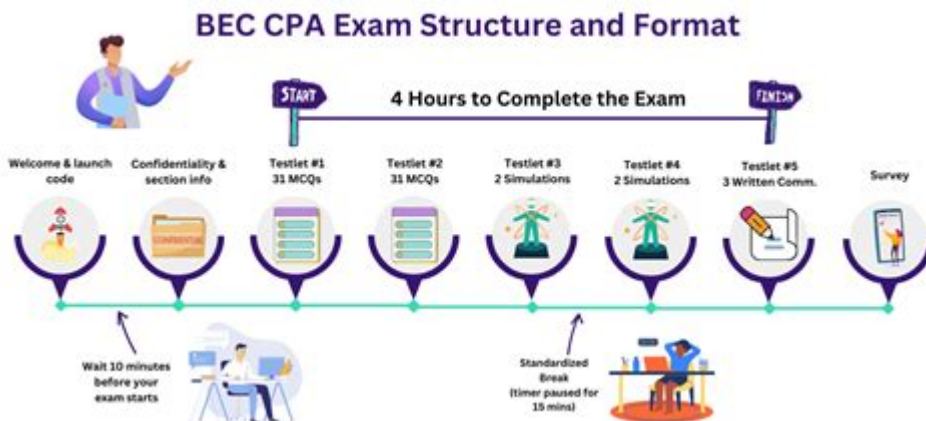 BEC CPA Exam Structure and Format
START
4 Hours to Complete the Exam
FINISH
Welcome & launch
code
Confidentiality &
section info
Testlet #1
31 MCQs
Testlet #2
31 MCQs
Testlet #3
2 Simulations
Testlet #4
2 Simulations
Testlet #5
3 Written Comm.
Survey
CONFIDENTIAL
Wait 10 minutes
before your
exam starts
Standardized
Break
(timer paused for
15 mins)